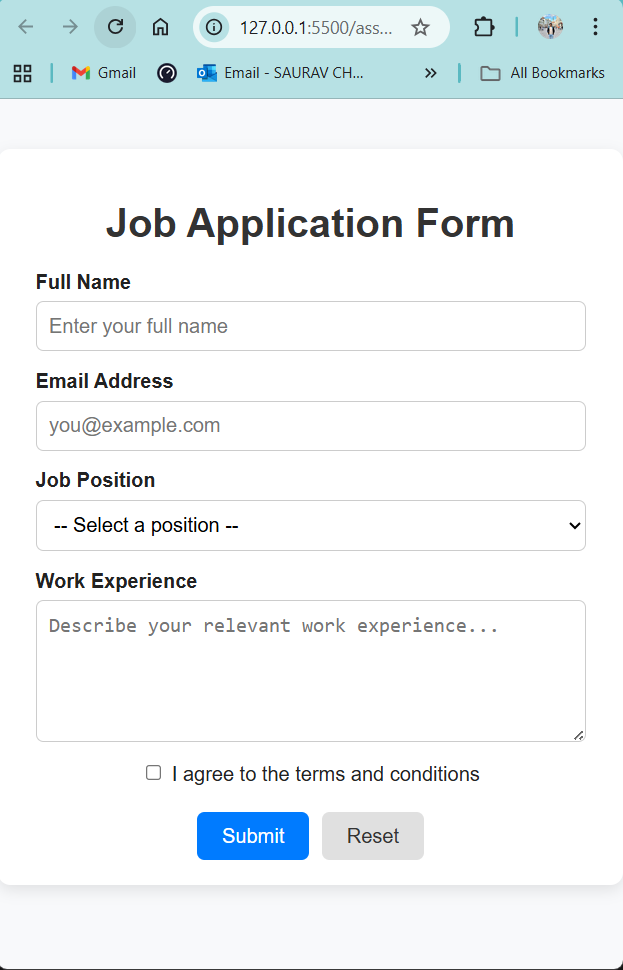 127.0.0.1:5500/ass...
Gmail
Email - SAURAV CH...
»
All Bookmarks
Job Application Form
Full Name
Enter your full name
Email Address
you@example.com
Job Position
-- Select a position --
Work Experience
Describe your relevant work experience...
I agree to the terms and conditions
Submit
Reset